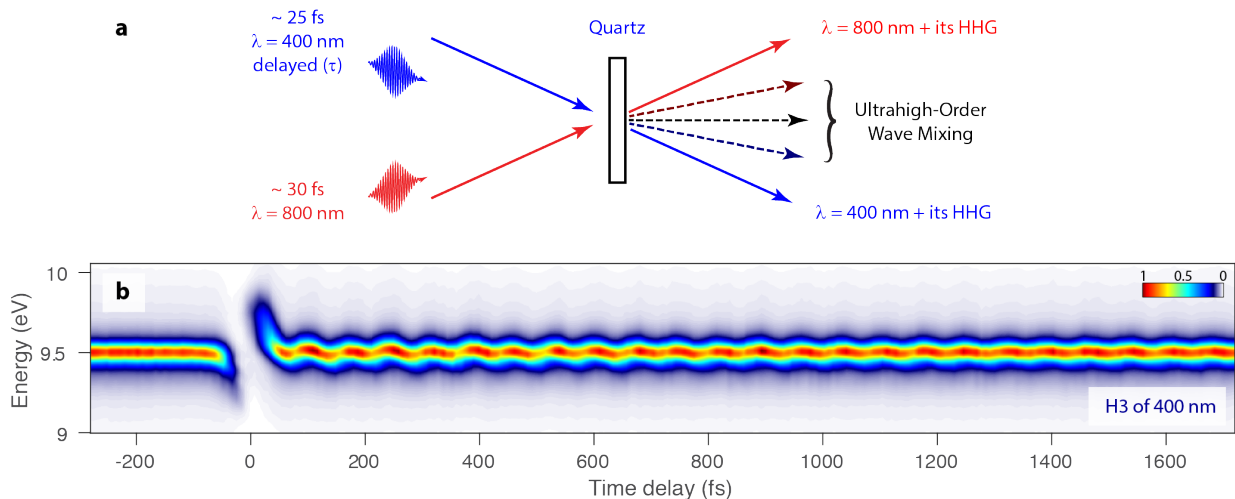 a
~ 25 fs
λ = 400 nm
delayed (τ)
Quartz
λ = 800 nm + its HHG
Ultrahigh-Order
Wave Mixing
~ 30 fs
λ = 800 nm
λ = 400 nm + its HHG
b
Energy (eV)
10
9.5
9
1 0.5 0
H3 of 400 nm
-200 0 200 400 600 800 1000 1200 1400 1600
Time delay (fs)